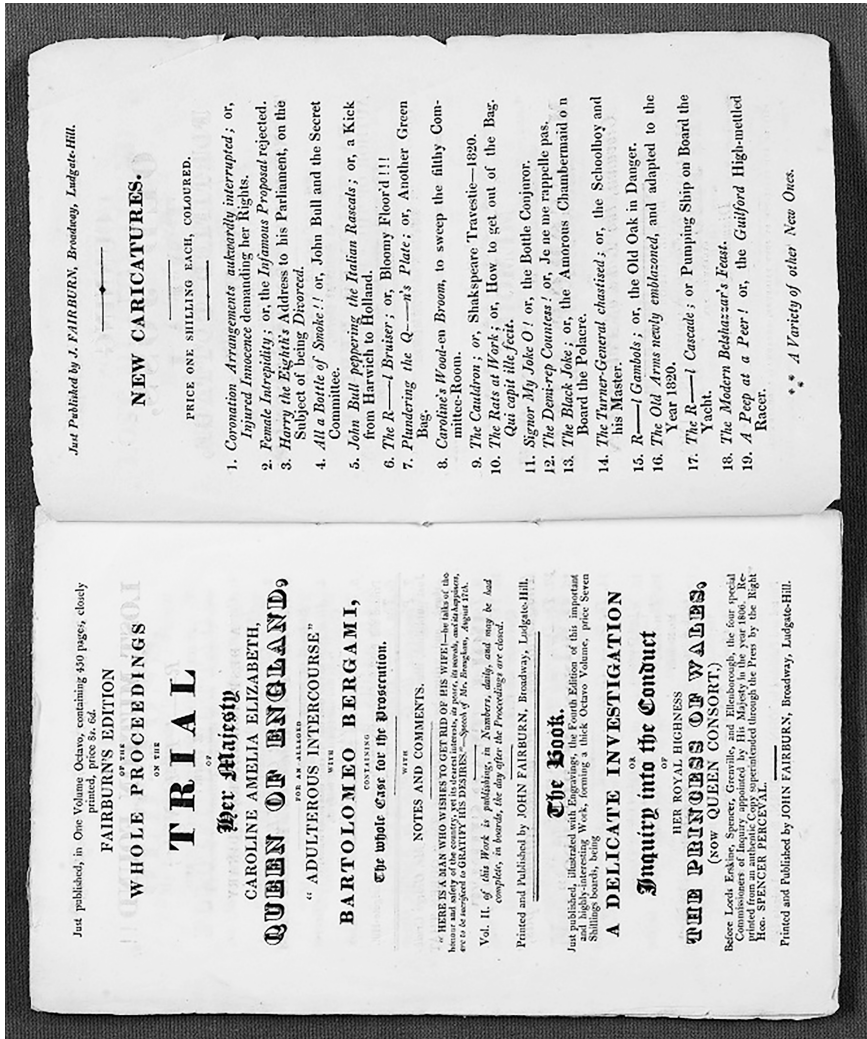 Just published, in One Volume Octavo, containing 450 pages, closely
printed, price 8s. 6d.
FAIRBURN'S EDITION
OF THE
WHOLE PROCEEDINGS
ON THE
TRIAL
OF
Her Majesty
CAROLINE AMELIA ELIZABETH,
QUEEN OF ENGLAND,
FOR AN ALLEGED
"ADULTEROUS INTERCOURSE"
WITH
BARTOLOMEO BERGAMI,
CONTAINING
The whole Case for the Prosecution.
WITH
NOTES AND COMMENTS.
"HERE IS A MAN WHO WISHES TO GET RID OF HIS WIFE!—he talks of the
honour and safety of the country, yet its dearest interests, its peace, its morals, and its happiness,
are to be sacrificed to GRATIFY HIS DESIRES."—Speech of Mr. Brougham, August 17th.
Vol. II. of this Work is publishing, in Numbers, daily, and may be had
complete, in boards, the day after the Proceedings are closed.
Printed and Published by JOHN FAIRBURN, Broadway, Ludgate-Hill.
The Book.
Just published, illustrated with Engravings, the Fourth Edition of this important
and highly-interesting Work, forming a thick Octavo Volume, price Seven
Shillings boards, being
A DELICATE INVESTIGATION
OR
Inquiry into the Conduct
OF
HER ROYAL HIGHNESS
THE PRINCESS OF WALES,
(NOW QUEEN CONSORT,)
Before Lords Erskine, Spencer, Grenville, and Ellenborough, the four special
Commissioners of Inquiry appointed by His Majesty in the year 1806. Re-
printed from an authentic Copy superintended through the Press by the Right
Hon. SPENCER PERCEVAL.
Printed and Published by JOHN FAIRBURN, Broadway, Ludgate-Hill.
Just Published by J. FAIRBURN, Broadway, Ludgate-Hill.
NEW CARICATURES.
PRICE ONE SHILLING EACH, COLOURED.
1. Coronation Arrangements aukwardly interrupted; or,
Injured Innocence demanding her Rights.
2. Female Intrepidity; or, the Infamous Proposal rejected.
3. Harry the Eighth's Address to his Parliament, on the
Subject of being Divorced.
4. All a Bottle of Smoke!! or, John Bull and the Secret
Committee.
5. John Bull peppering the Italian Rascals; or, a Kick
from Harwich to Holland.
6. The R——l Bruiser; or, Bloomy Floor'd!!!
7. Plundering the Q——n's Plate; or, Another Green
Bag.
8. Caroline's Wood-en Broom, to sweep the filthy Com-
mittee-Room.
9. The Cauldron; or, Shakspeare Travestie—1820.
10. The Rats at Work; or, How to get out of the Bag.
Qui capit ille fecit.
11. Signor My Joke O! or, the Bottle Conjuror.
12. The Demi-rep Countess! or, Je ne me rappelle pas.
13. The Black Joke; or, the Amorous Chambermaid on
Board the Polacre.
14. The Turner-General chastised; or, the Schoolboy and
his Master.
15. R——l Gambols; or, the Old Oak in Danger.
16. The Old Arms newly emblazoned, and adapted to the
Year 1820.
17. The R——l Cascade; or Pumping Ship on Board the
Yacht.
18. The Modern Belshazzar's Feast.
19. A Peep at a Peer! or, the Guilford High-mettled
Racer.
*** A Variety of other New Ones.